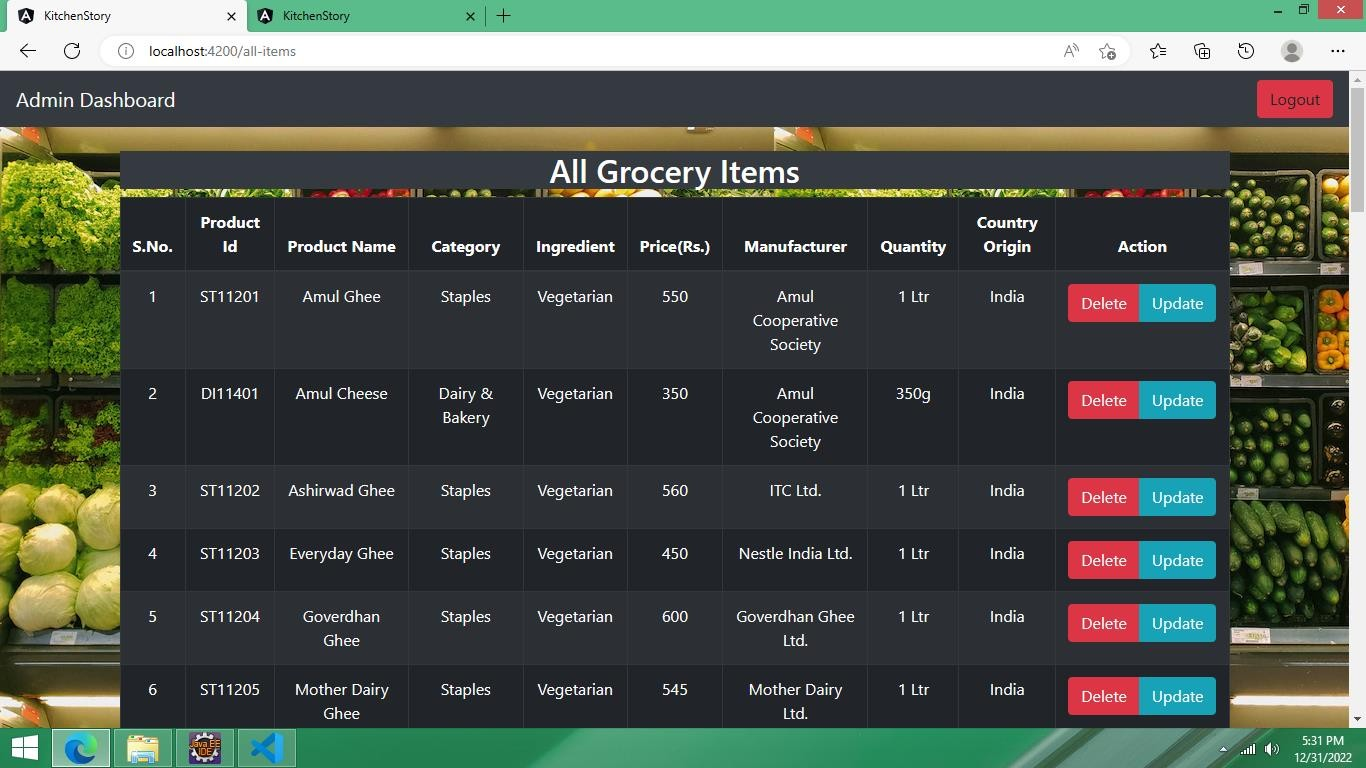 KitchenStory
KitchenStory
localhost:4200/all-items
Admin Dashboard
Logout
All Grocery Items
S.No.
Product
Id
Product Name
Category
Ingredient
Price(Rs.)
Manufacturer
Quantity
Country
Origin
Action
1
ST11201
Amul Ghee
Staples
Vegetarian
550
Amul
Cooperative
Society
1 Ltr
India
Delete
Update
2
DI11401
Amul Cheese
Dairy &
Bakery
Vegetarian
350
Amul
Cooperative
Society
350g
India
Delete
Update
3
ST11202
Ashirwad Ghee
Staples
Vegetarian
560
ITC Ltd.
1 Ltr
India
Delete
Update
4
ST11203
Everyday Ghee
Staples
Vegetarian
450
Nestle India Ltd.
1 Ltr
India
Delete
Update
5
ST11204
Goverdhan
Ghee
Staples
Vegetarian
600
Goverdhan Ghee
Ltd.
1 Ltr
India
Delete
Update
6
ST11205
Mother Dairy
Ghee
Staples
Vegetarian
545
Mother Dairy
Ltd.
1 Ltr
India
Delete
Update
Java EE
IDE
5:31 PM
12/31/2022